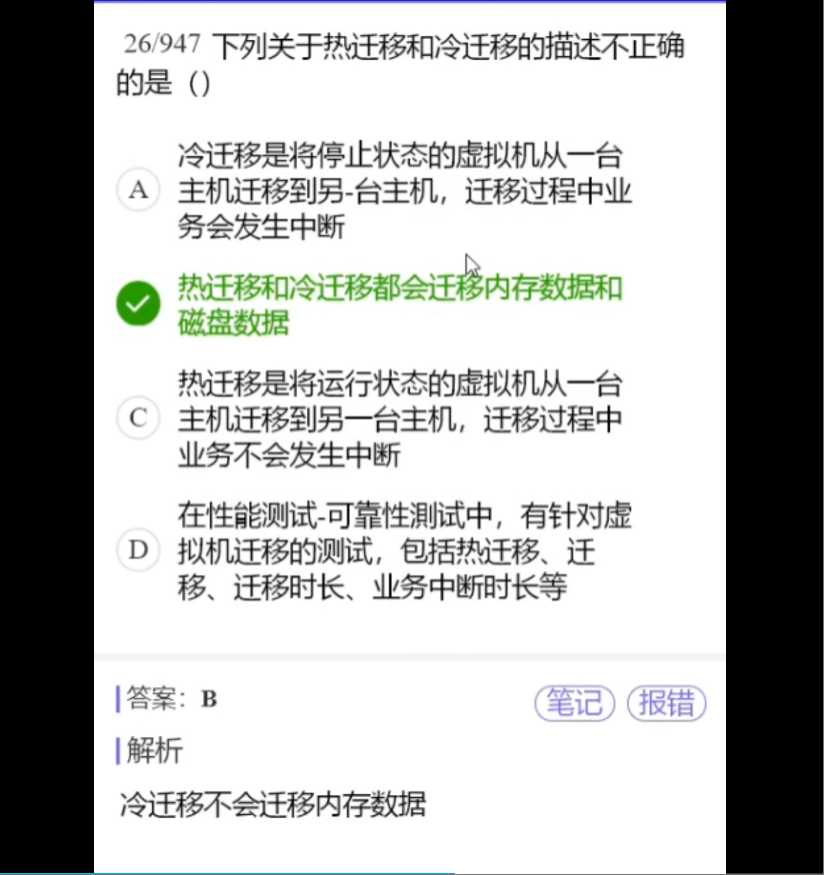 26/947 下列关于热迁移和冷迁移的描述不正确
的是（）
冷迁移是将停止状态的虚拟机从一台
A 主机迁移到另-台主机，迁移过程中业
务会发生中断
热迁移和冷迁移都会迁移内存数据和
磁盘数据
热迁移是将运行状态的虚拟机从一台
C 主机迁移到另一台主机，迁移过程中
业务不会发生中断
在性能测试-可靠性測试中，有针对虚
D 拟机迁移的测试，包括热迁移、迁
移、迁移时长、业务中断时长等
答案：B 笔记 报错
解析
冷迁移不会迁移内存数据